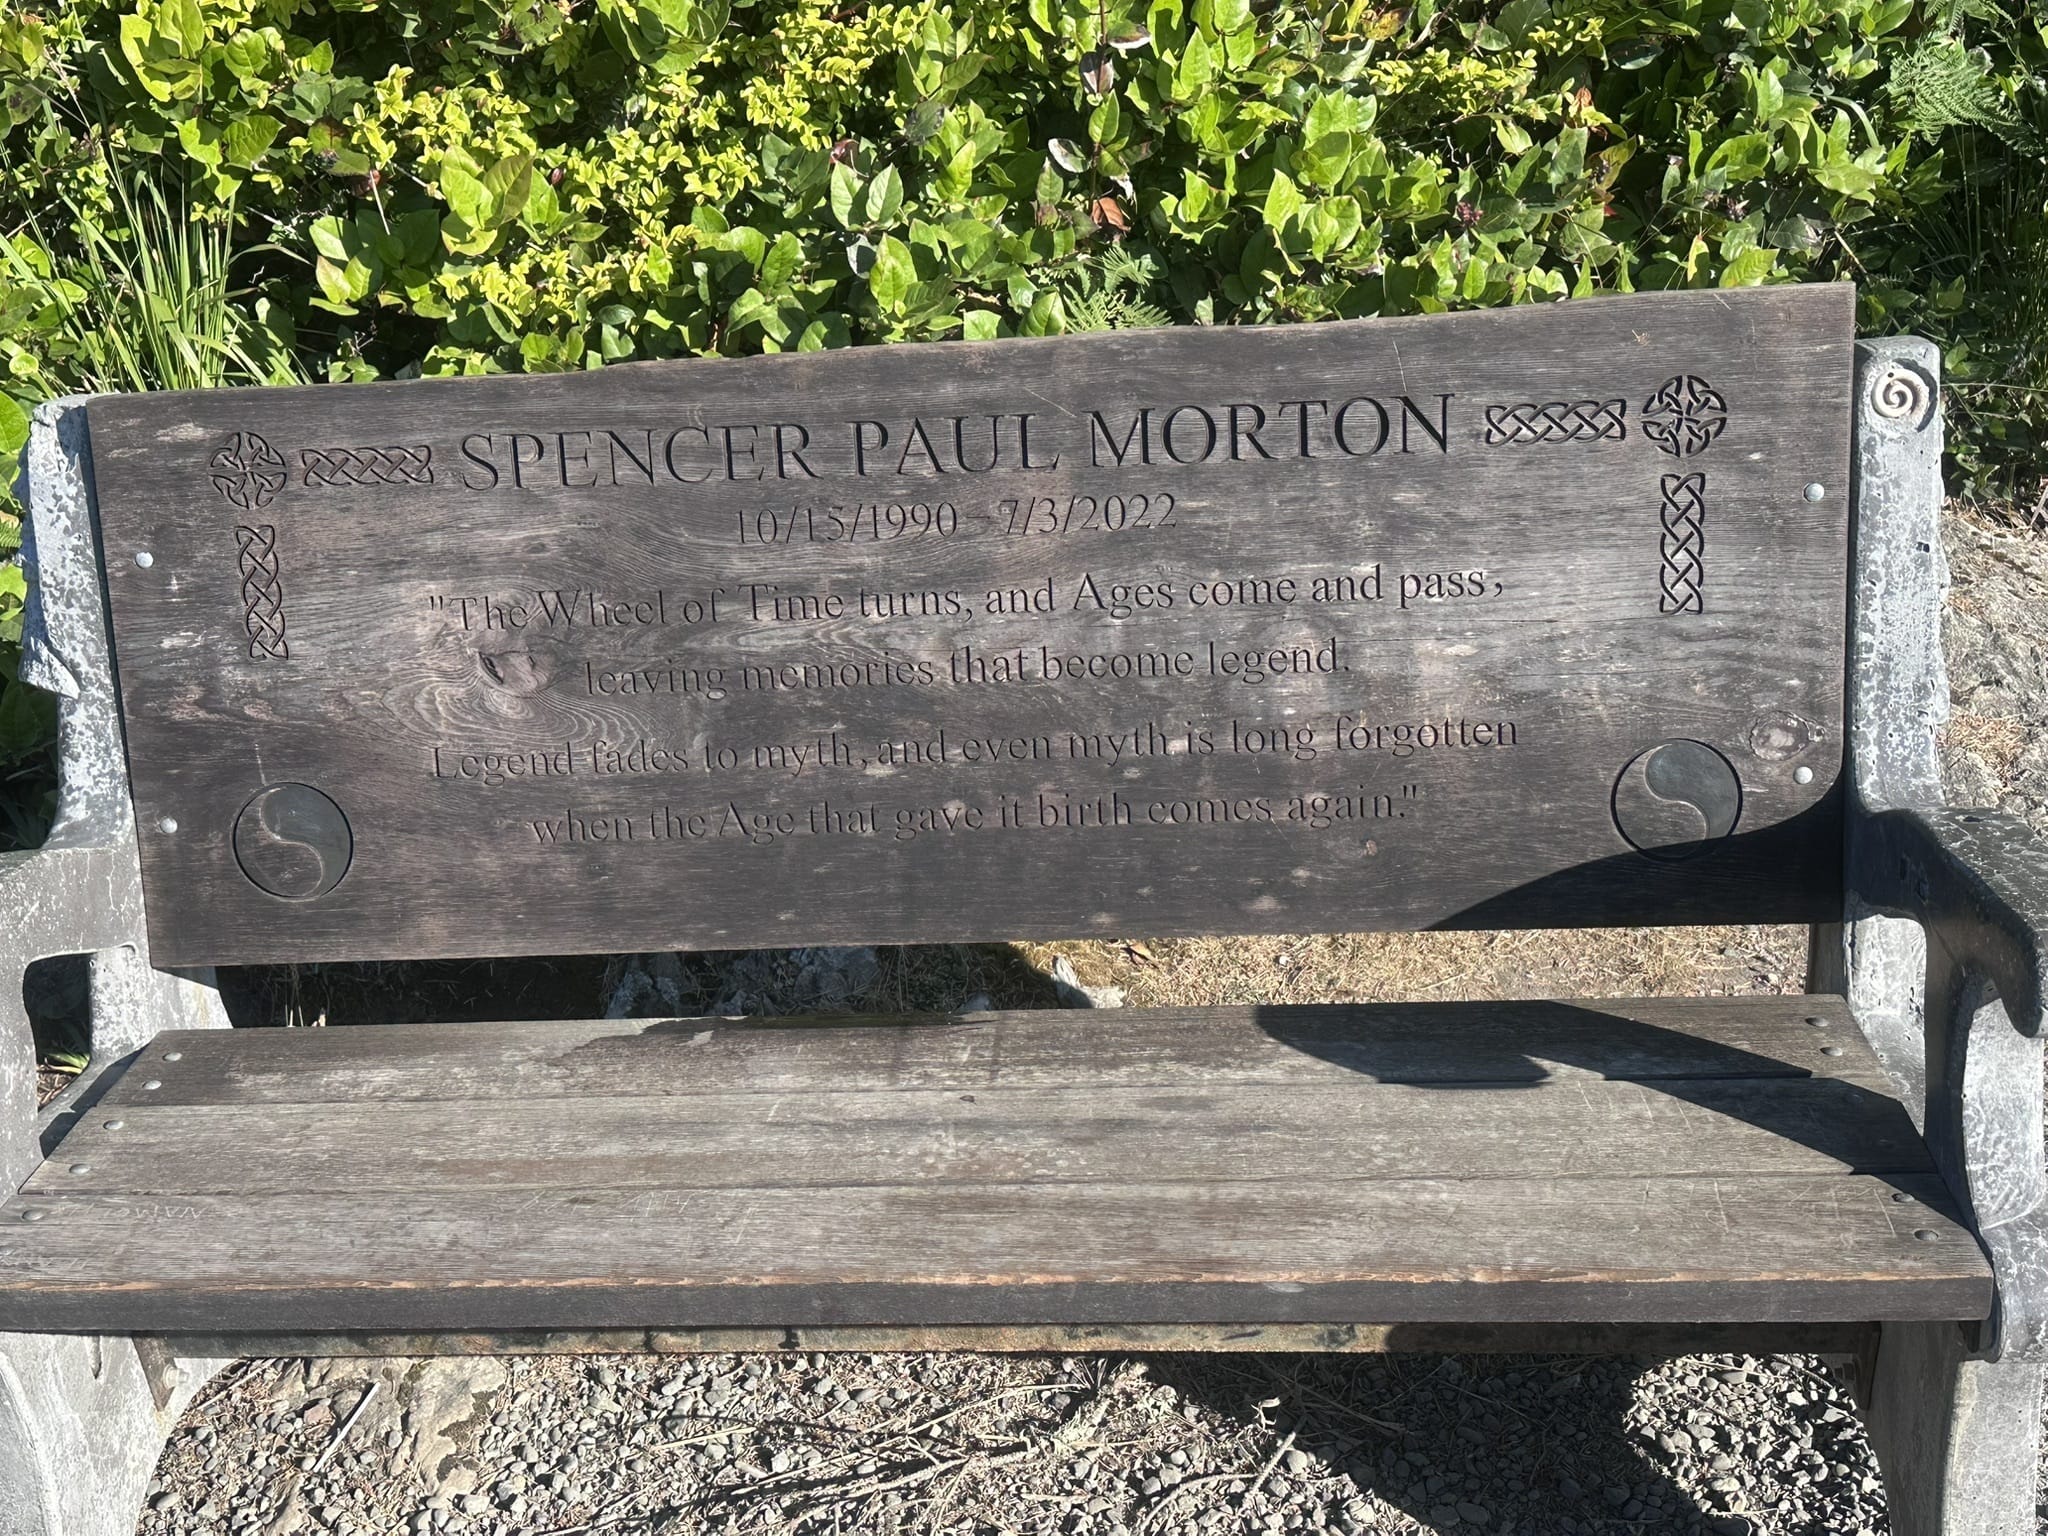 SPENCER PAUL MORTON
10/15/1990 – 7/3/2022
"The Wheel of Time turns, and Ages come and pass,
leaving memories that become legend.
Legend fades to myth, and even myth is long forgotten
when the Age that gave it birth comes again."